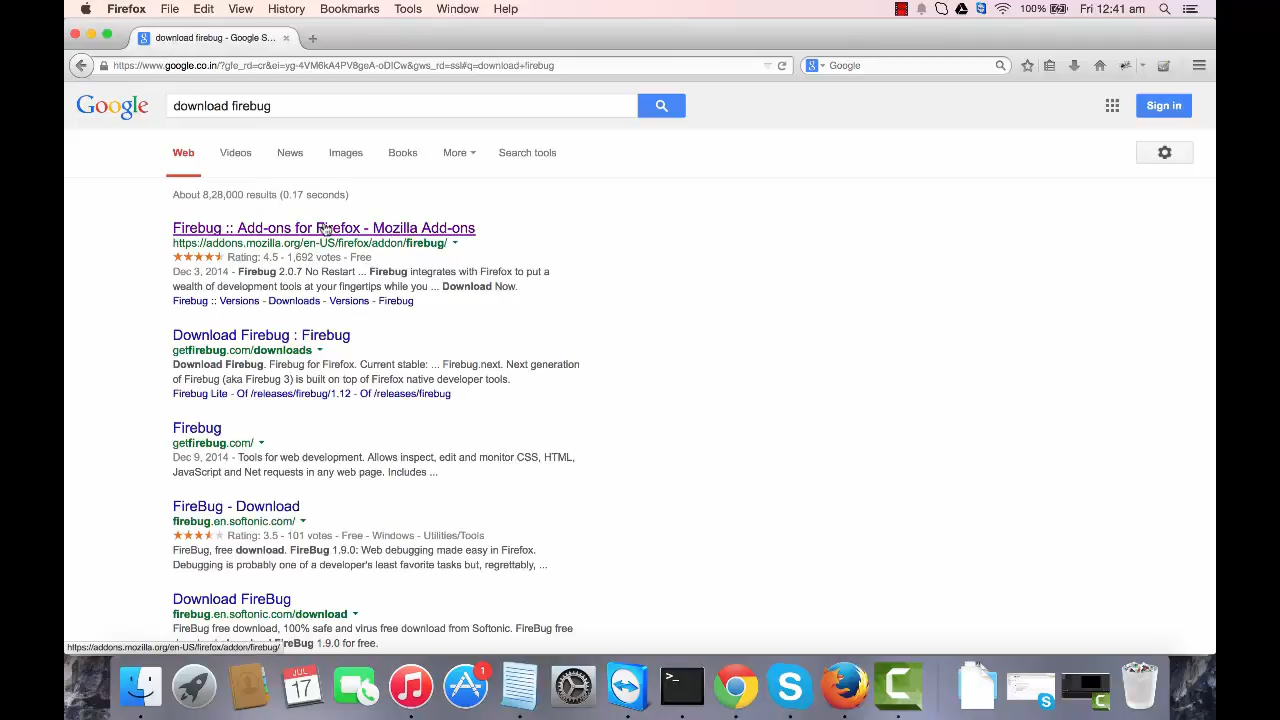 Firefox File Edit View History Bookmarks Tools Window Help 100% Fri 12:41 am
download firebug - Google S...
https://www.google.co.in/?gfe_rd=cr&ei=yg-4VM6kA4PV8geA-oDICw&gws_rd=ssl#q=download+firebug Google
Google download firebug Sign in
Web Videos News Images Books More Search tools
About 8,28,000 results (0.17 seconds)
Firebug :: Add-ons for Firefox - Mozilla Add-ons
https://addons.mozilla.org/en-US/firefox/addon/firebug/
Rating: 4.5 - 1,692 votes - Free
Dec 3, 2014 - Firebug 2.0.7 No Restart ... Firebug integrates with Firefox to put a
wealth of development tools at your fingertips while you ... Download Now.
Firebug :: Versions - Downloads - Versions - Firebug
Download Firebug : Firebug
getfirebug.com/downloads
Download Firebug. Firebug for Firefox. Current stable: ... Firebug.next. Next generation
of Firebug (aka Firebug 3) is built on top of Firefox native developer tools.
Firebug Lite - Of /releases/firebug/1.12 - Of /releases/firebug
Firebug
getfirebug.com/
Dec 9, 2014 - Tools for web development. Allows inspect, edit and monitor CSS, HTML,
JavaScript and Net requests in any web page. Includes ...
FireBug - Download
firebug.en.softonic.com/
Rating: 3.5 - 101 votes - Free - Windows - Utilities/Tools
FireBug, free download. FireBug 1.9.0: Web debugging made easy in Firefox.
Debugging is probably one of a developer's least favorite tasks but, regrettably, ...
Download FireBug
firebug.en.softonic.com/download
FireBug free download, 100% safe and virus free download from Softonic. FireBug free
FireBug 1.9.0 for free.
https://addons.mozilla.org/en-US/firefox/addon/firebug/
JUL
17
1